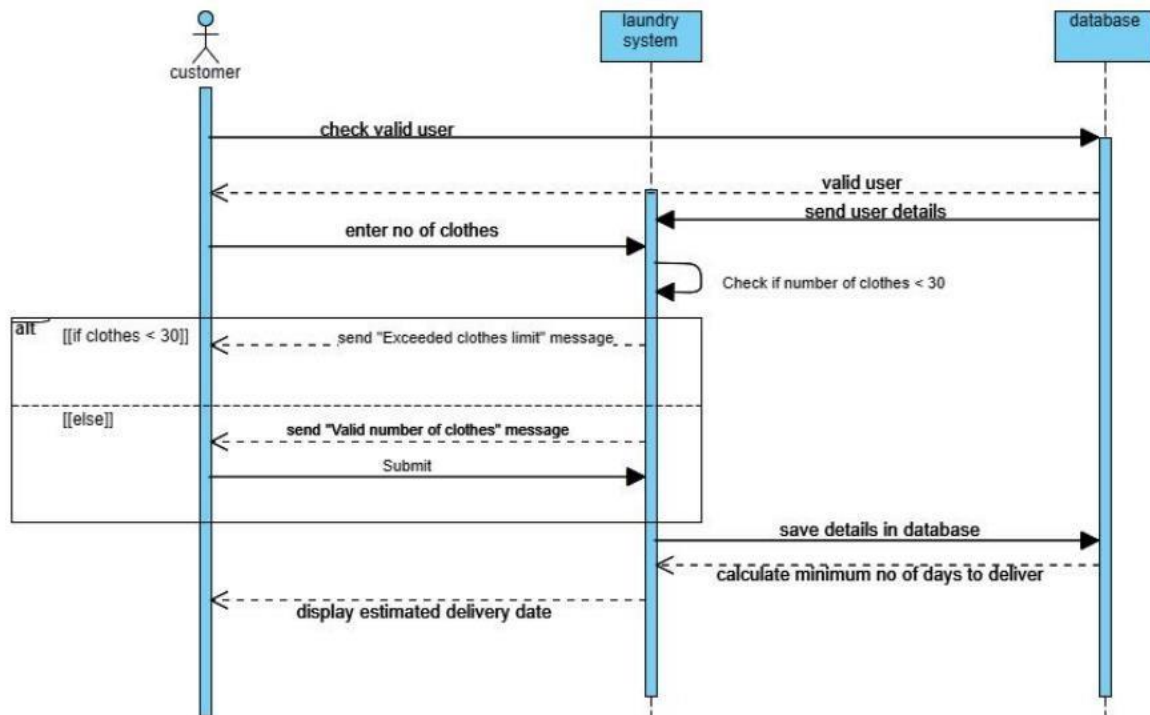 laundry
system
database
customer
check valid user
valid user
send user details
enter no of clothes
Check if number of clothes < 30
alt
[[if clothes < 30]]
send "Exceeded clothes limit" message
[[else]]
send "Valid number of clothes" message
Submit
save details in database
calculate minimum no of days to deliver
display estimated delivery date